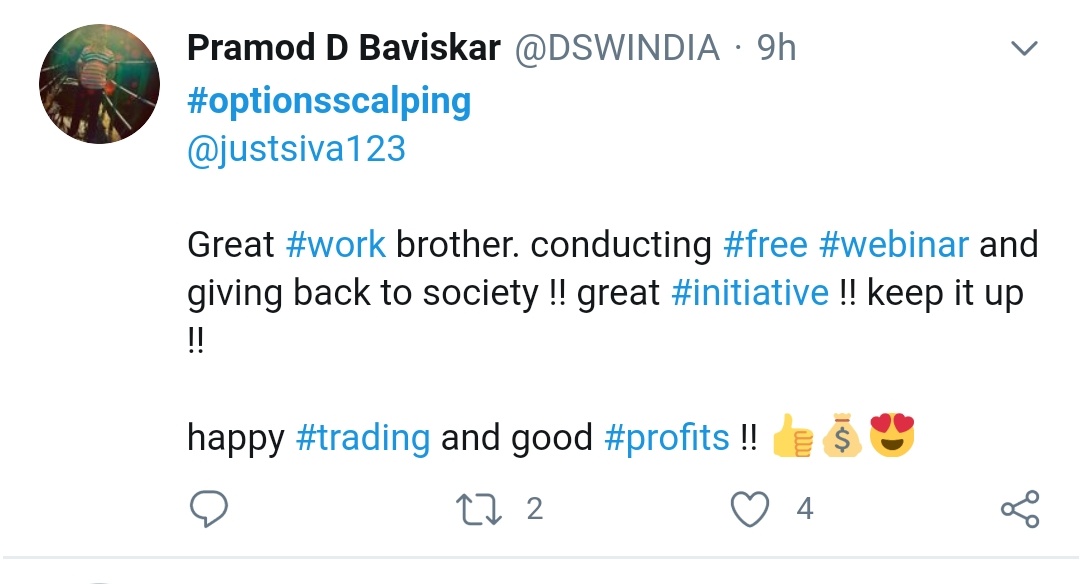 Pramod D Baviskar @DSWINDIA · 9h
#optionsscalping
@justsiva123
Great #work brother. conducting #free #webinar and
giving back to society !! great #initiative !! keep it up
!!
happy #trading and good #profits !! 👍💰😍
2 4